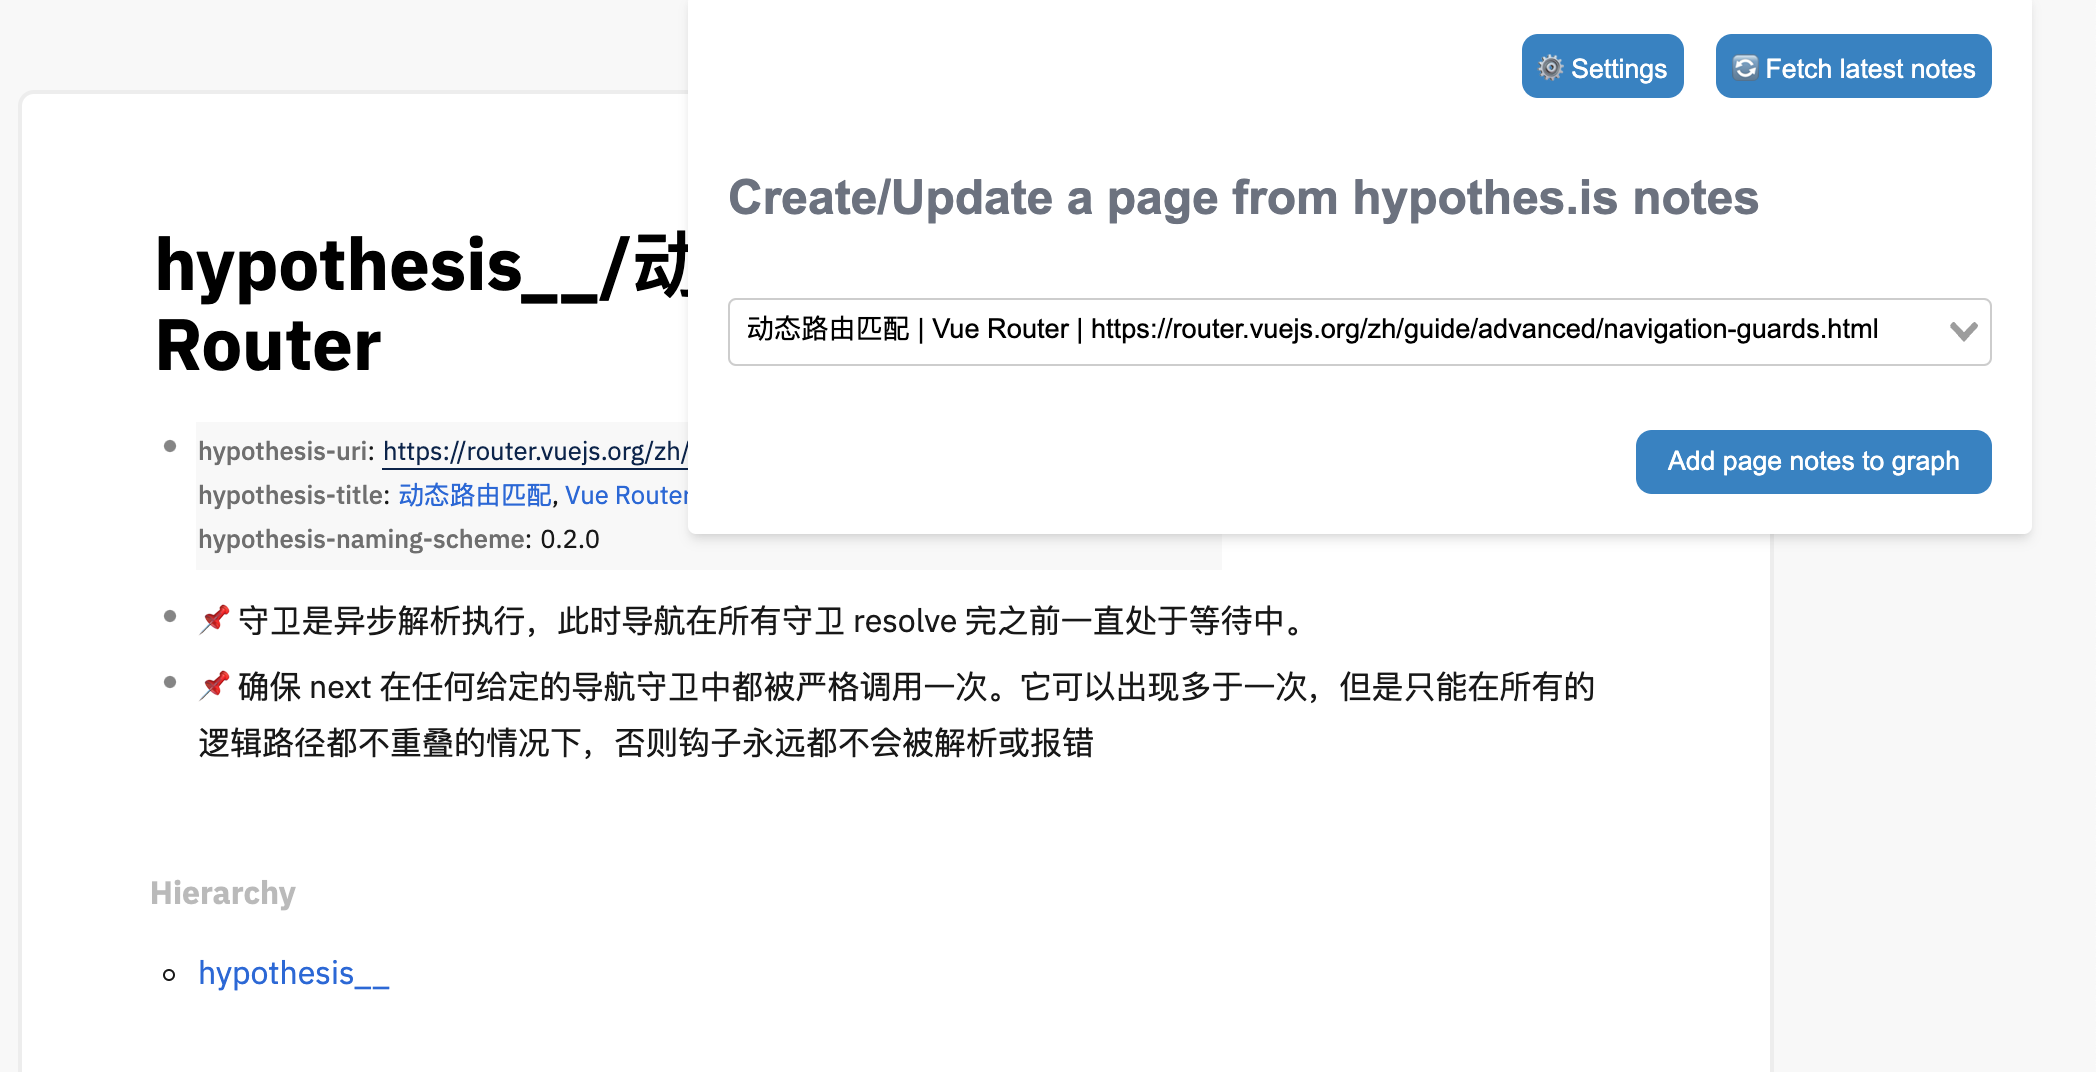 ⚙️ Settings
🔄 Fetch latest notes
Create/Update a page from hypothes.is notes
动态路由匹配 | Vue Router | https://router.vuejs.org/zh/guide/advanced/navigation-guards.html
Add page notes to graph
hypothesis__/动
Router
hypothesis-uri: https://router.vuejs.org/zh/
hypothesis-title: 动态路由匹配, Vue Router
hypothesis-naming-scheme: 0.2.0
📌 守卫是异步解析执行，此时导航在所有守卫 resolve 完之前一直处于等待中。
📌 确保 next 在任何给定的导航守卫中都被严格调用一次。它可以出现多于一次，但是只能在所有的
逻辑路径都不重叠的情况下，否则钩子永远都不会被解析或报错
Hierarchy
hypothesis__